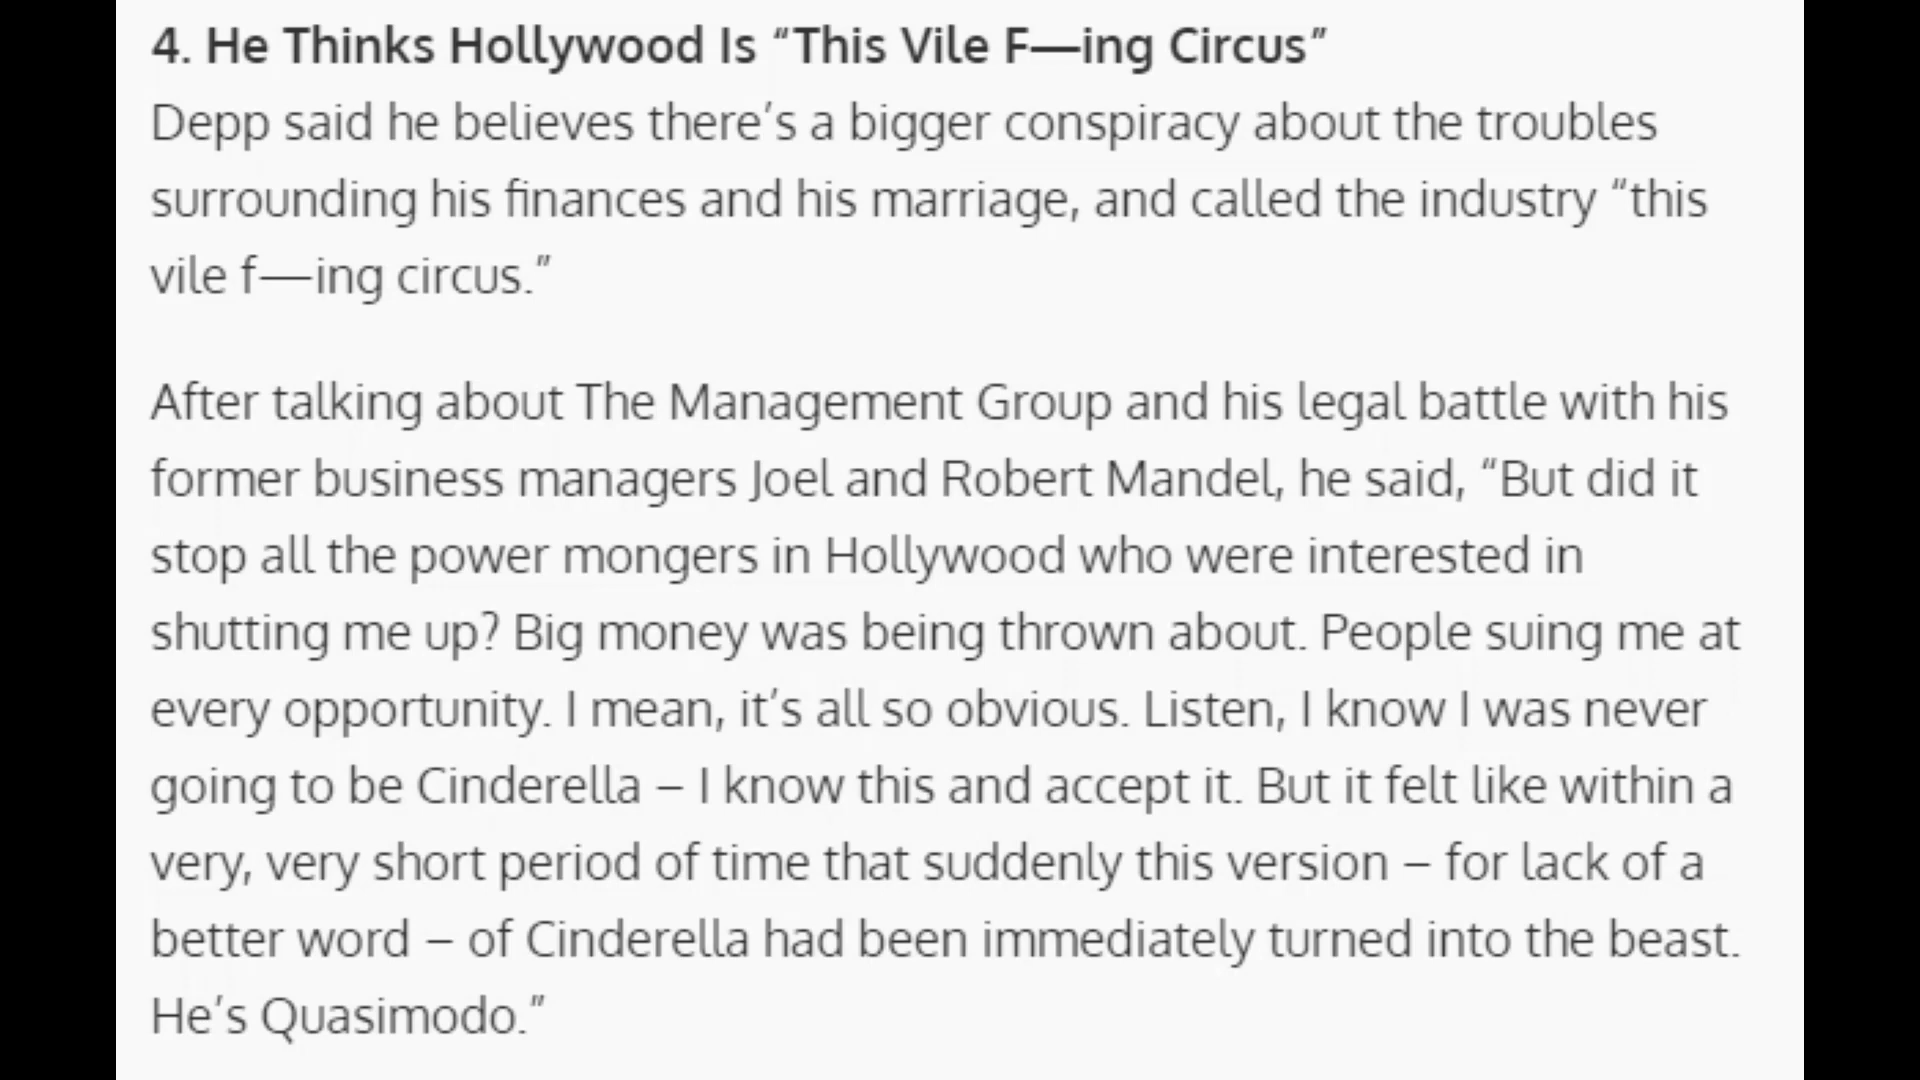 4. He Thinks Hollywood Is “This Vile F—ing Circus”
Depp said he believes there’s a bigger conspiracy about the troubles
surrounding his finances and his marriage, and called the industry “this
vile f—ing circus.”
After talking about The Management Group and his legal battle with his
former business managers Joel and Robert Mandel, he said, “But did it
stop all the power mongers in Hollywood who were interested in
shutting me up? Big money was being thrown about. People suing me at
every opportunity. I mean, it’s all so obvious. Listen, I know I was never
going to be Cinderella – I know this and accept it. But it felt like within a
very, very short period of time that suddenly this version – for lack of a
better word – of Cinderella had been immediately turned into the beast.
He’s Quasimodo.”